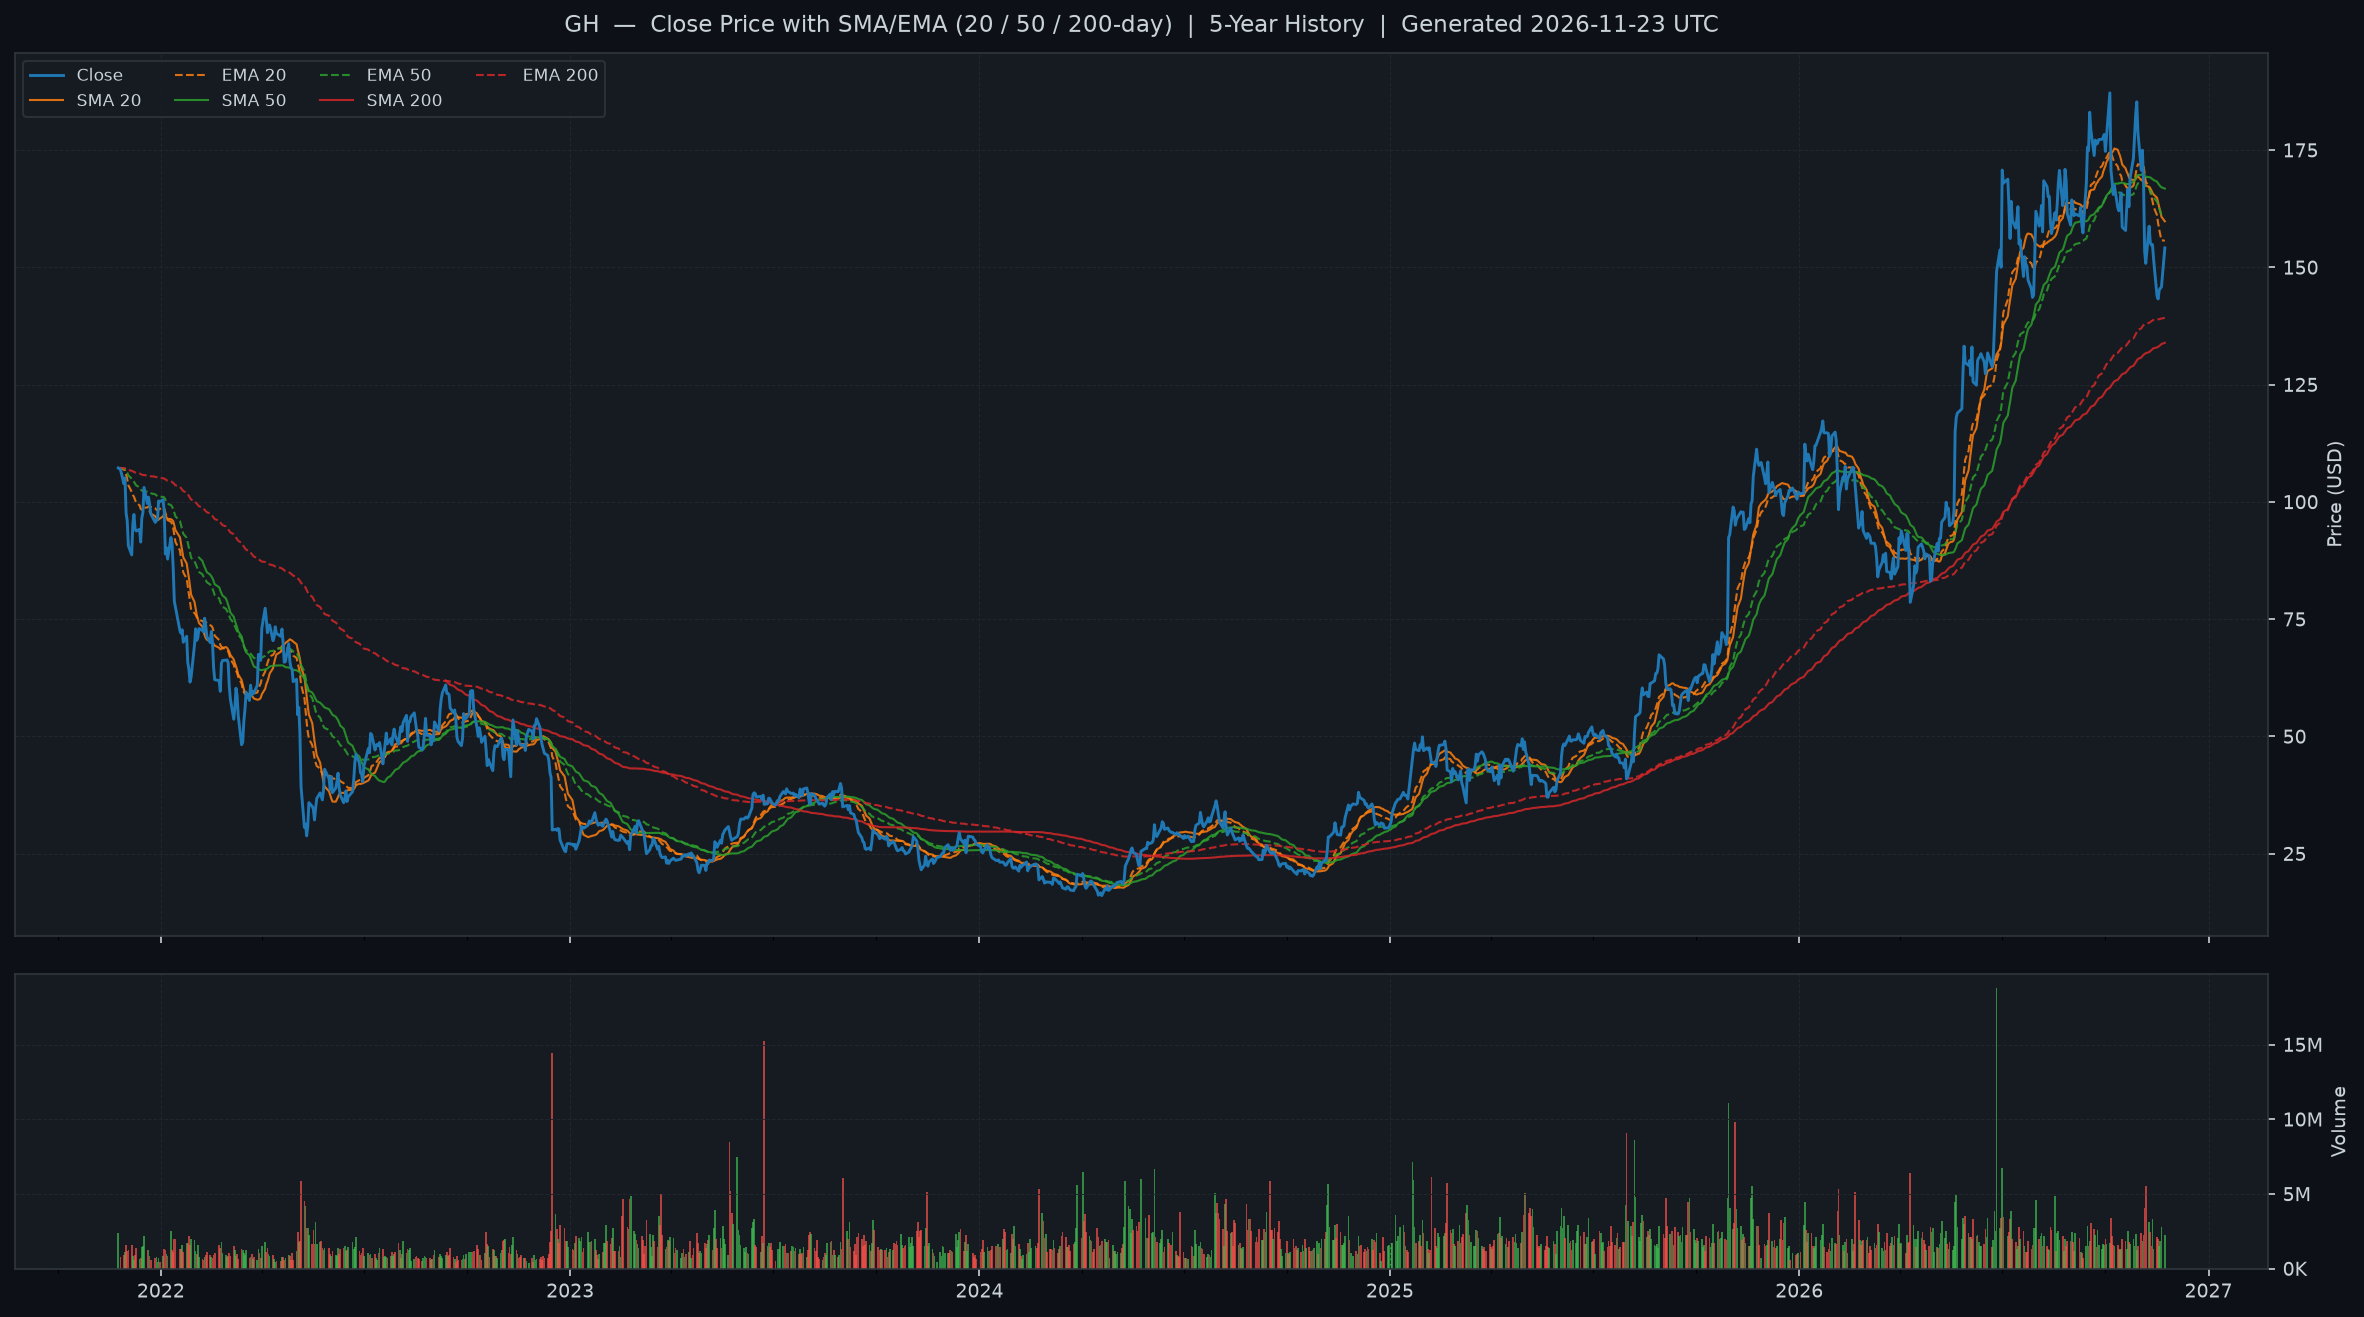 GH — Close Price with SMA/EMA (20 / 50 / 200-day) | 5-Year History | Generated 2026-11-23 UTC
Close EMA 20 EMA 50 EMA 200
SMA 20 SMA 50 SMA 200
175
150
125
100
75
50
25
Price (USD)
15M
10M
5M
0K
Volume
2022 2023 2024 2025 2026 2027